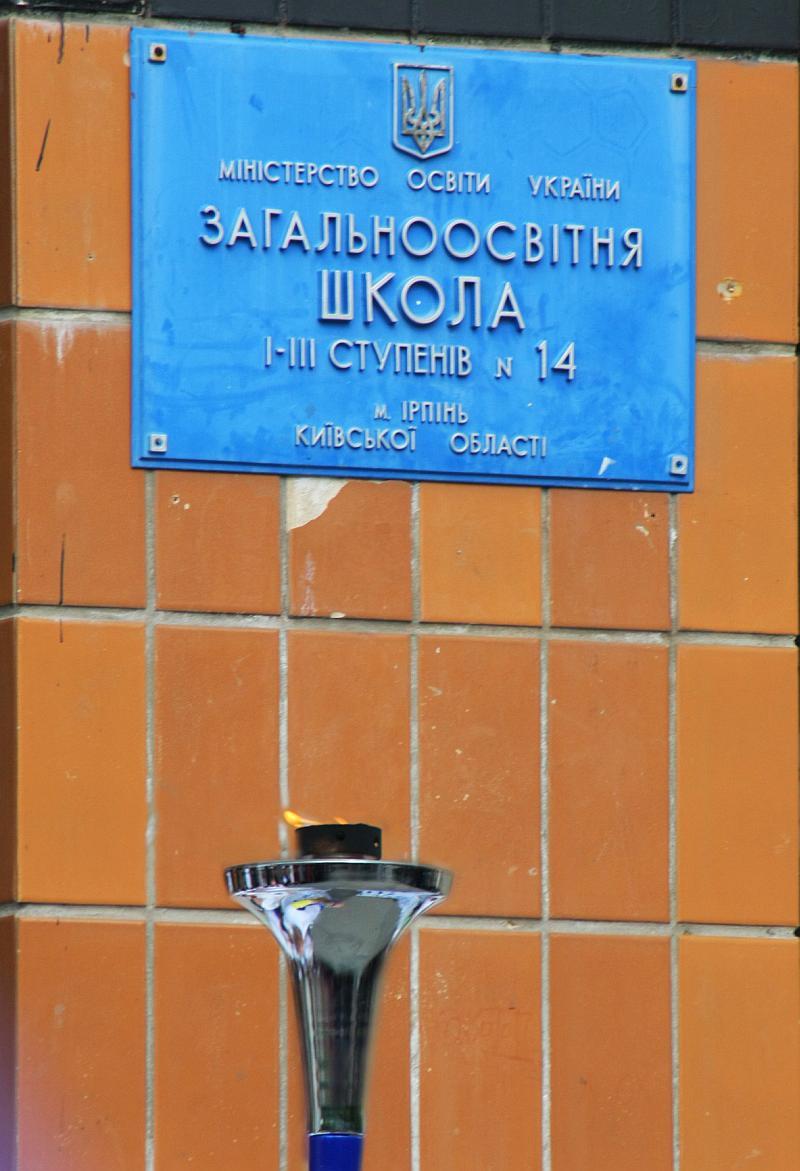 МІНІСТЕРСТВО ОСВІТИ УКРАЇНИ
ЗАГАЛЬНООСВІТНЯ
ШКОЛА
І-ІІІ СТУПЕНІВ N 14
М. ІРПІНЬ
КИЇВСЬКОЇ ОБЛАСТІ